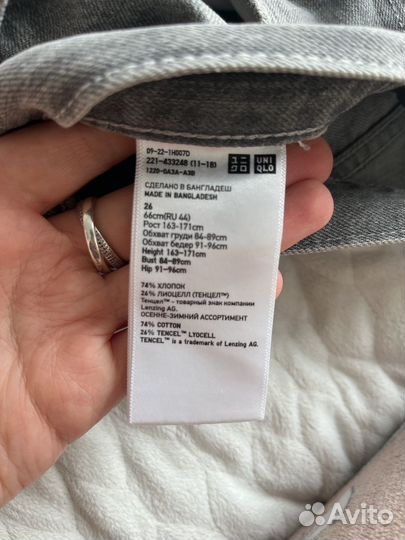 09-22-1H007D
221-433248 (11-18)
122D-0A3A-A3D
UNI
QLO
СДЕЛАНО В БАНГЛАДЕШ
MADE IN BANGLADESH
26
66cm(RU 44)
Рост 163-171cm
Обхват груди 84-89cm
Обхват бедер 91-96cm
Height 163-171cm
Bust 84-89cm
Hip 91-96cm
74% ХЛОПОК
26% ЛИОЦЕЛЛ (ТЕНЦЕЛ™)
Тенцел™ - товарный знак компании
Lenzing AG.
ОСЕННЕ-ЗИМНИЙ АССОРТИМЕНТ
74% COTTON
26% TENCEL™ LYOCELL
TENCEL™ is a trademark of Lenzing AG.
Avito